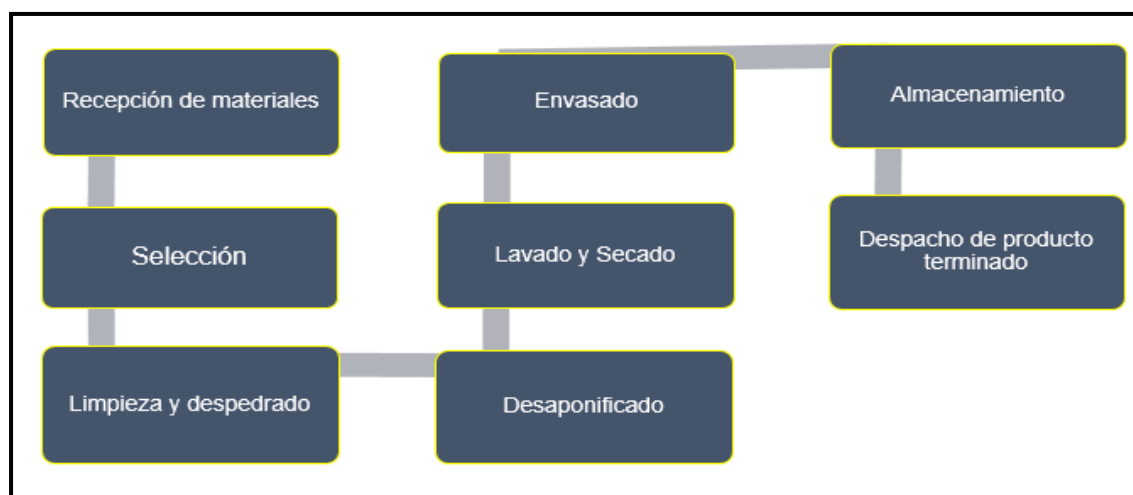 Recepción de materiales
Selección
Limpieza y despedrado
Desaponificado
Lavado y Secado
Envasado
Almacenamiento
Despacho de producto
terminado